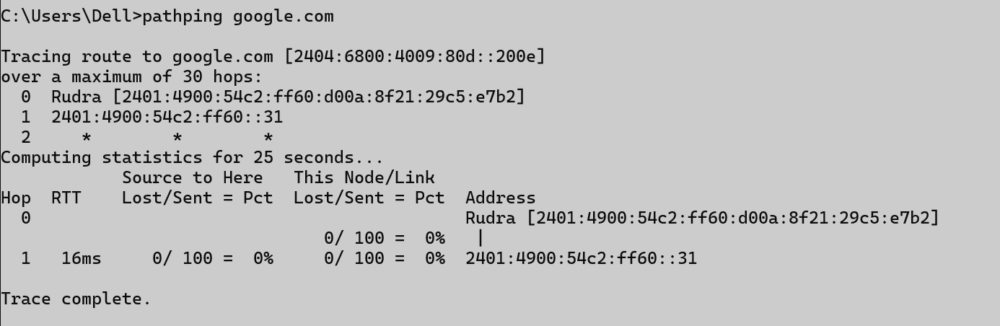 C:\Users\Dell>pathping google.com
Tracing route to google.com [2404:6800:4009:80d::200e]
over a maximum of 30 hops:
  0  Rudra [2401:4900:54c2:ff60:d00a:8f21:29c5:e7b2]
  1  2401:4900:54c2:ff60::31
  2     *        *        *
Computing statistics for 25 seconds...
            Source to Here   This Node/Link
Hop  RTT    Lost/Sent = Pct  Lost/Sent = Pct  Address
  0                                           Rudra [2401:4900:54c2:ff60:d00a:8f21:29c5:e7b2]
                                0/ 100 =  0%   |
  1   16ms     0/ 100 =  0%     0/ 100 =  0%  2401:4900:54c2:ff60::31
Trace complete.